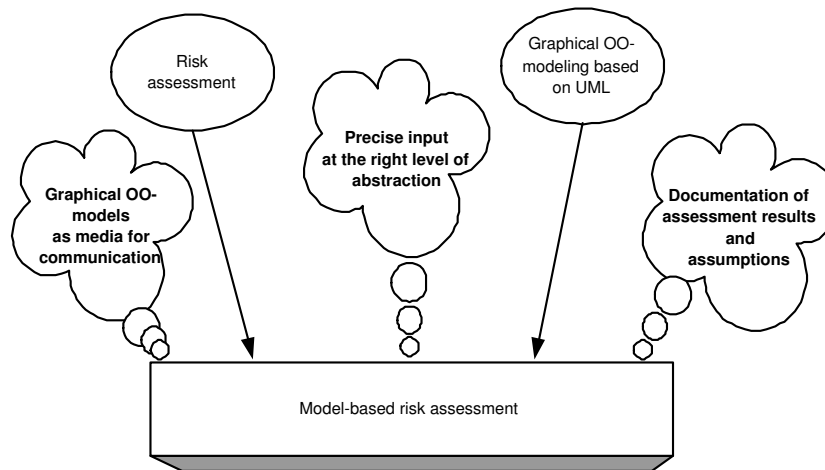 Risk
assessment
Graphical OO-
modeling based
on UML
Precise input
at the right level of
abstraction
Graphical OO-
models
as media for
communication
Documentation of
assessment results
and
assumptions
Model-based risk assessment